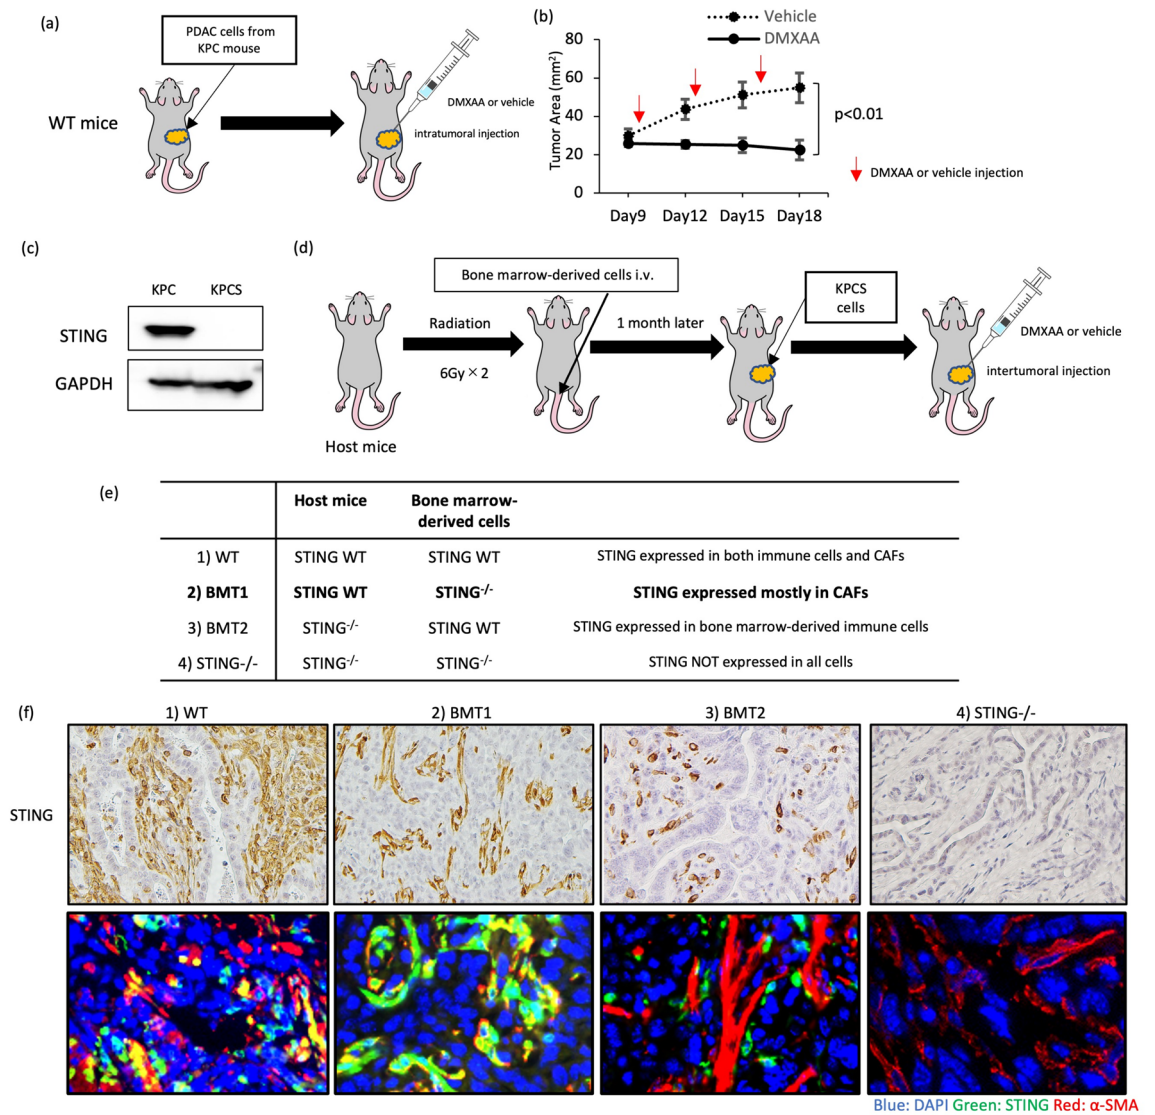 (a)
PDAC cells from
KPC mouse
WT mice
DMXAA or vehicle
intratumoral injection
(b)
Vehicle
DMXAA
Tumor Area (mm²)
80
60
40
20
0
Day9 Day12 Day15 Day18
p<0.01
DMXAA or vehicle injection
(c)
KPC KPCS
STING
GAPDH
(d)
Bone marrow-derived cells i.v.
Radiation
6Gy×2
Host mice
1 month later
KPCS
cells
DMXAA or vehicle
intertumoral injection
(e)
Host mice Bone marrow-
derived cells
1) WT STING WT STING WT STING expressed in both immune cells and CAFs
2) BMT1 STING WT STING-/- STING expressed mostly in CAFs
3) BMT2 STING-/- STING WT STING expressed in bone marrow-derived immune cells
4) STING-/- STING-/- STING-/- STING NOT expressed in all cells
(f)
1) WT 2) BMT1 3) BMT2 4) STING-/-
STING
Blue: DAPI Green: STING Red: α-SMA